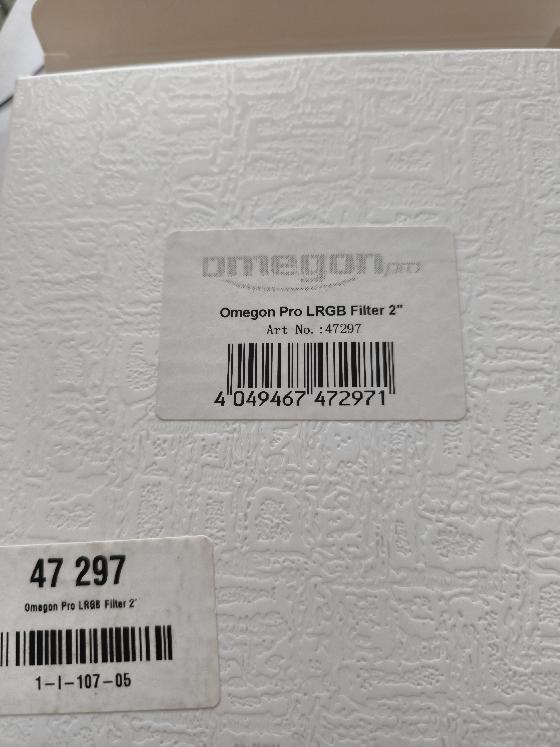 omegon pro
Omegon Pro LRGB Filter 2"
Art No.:47297
4 049467 472971
47 297
Omegon Pro LRGB Filter 2"
1-I-107-05